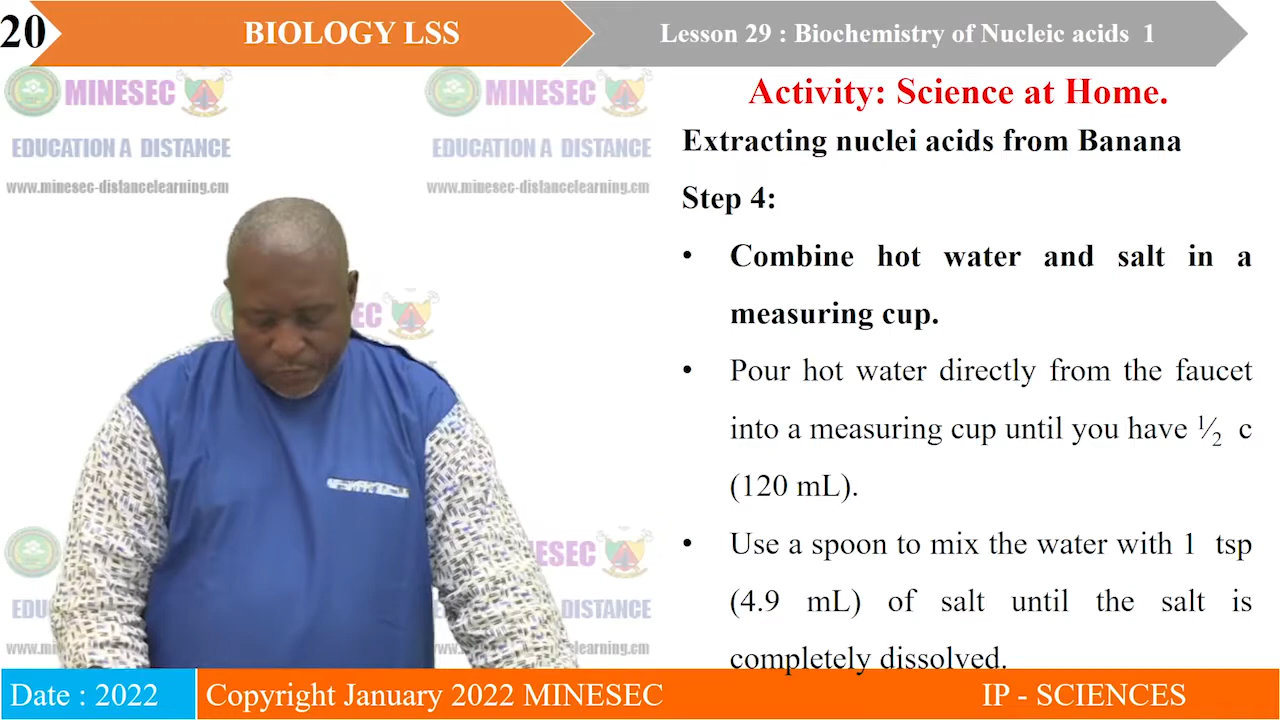 20
BIOLOGY LSS
Lesson 29 : Biochemistry of Nucleic acids 1
MINESEC
EDUCATION A DISTANCE
www.minesec-distancelearning.cm
MINESEC
EDUCATION A DISTANCE
www.minesec-distancelearning.cm
Activity: Science at Home.
Extracting nuclei acids from Banana
Step 4:
• Combine hot water and salt in a
measuring cup.
• Pour hot water directly from the faucet
into a measuring cup until you have ½ c
(120 mL).
• Use a spoon to mix the water with 1 tsp
(4.9 mL) of salt until the salt is
completely dissolved.
Date : 2022
Copyright January 2022 MINESEC
IP - SCIENCES